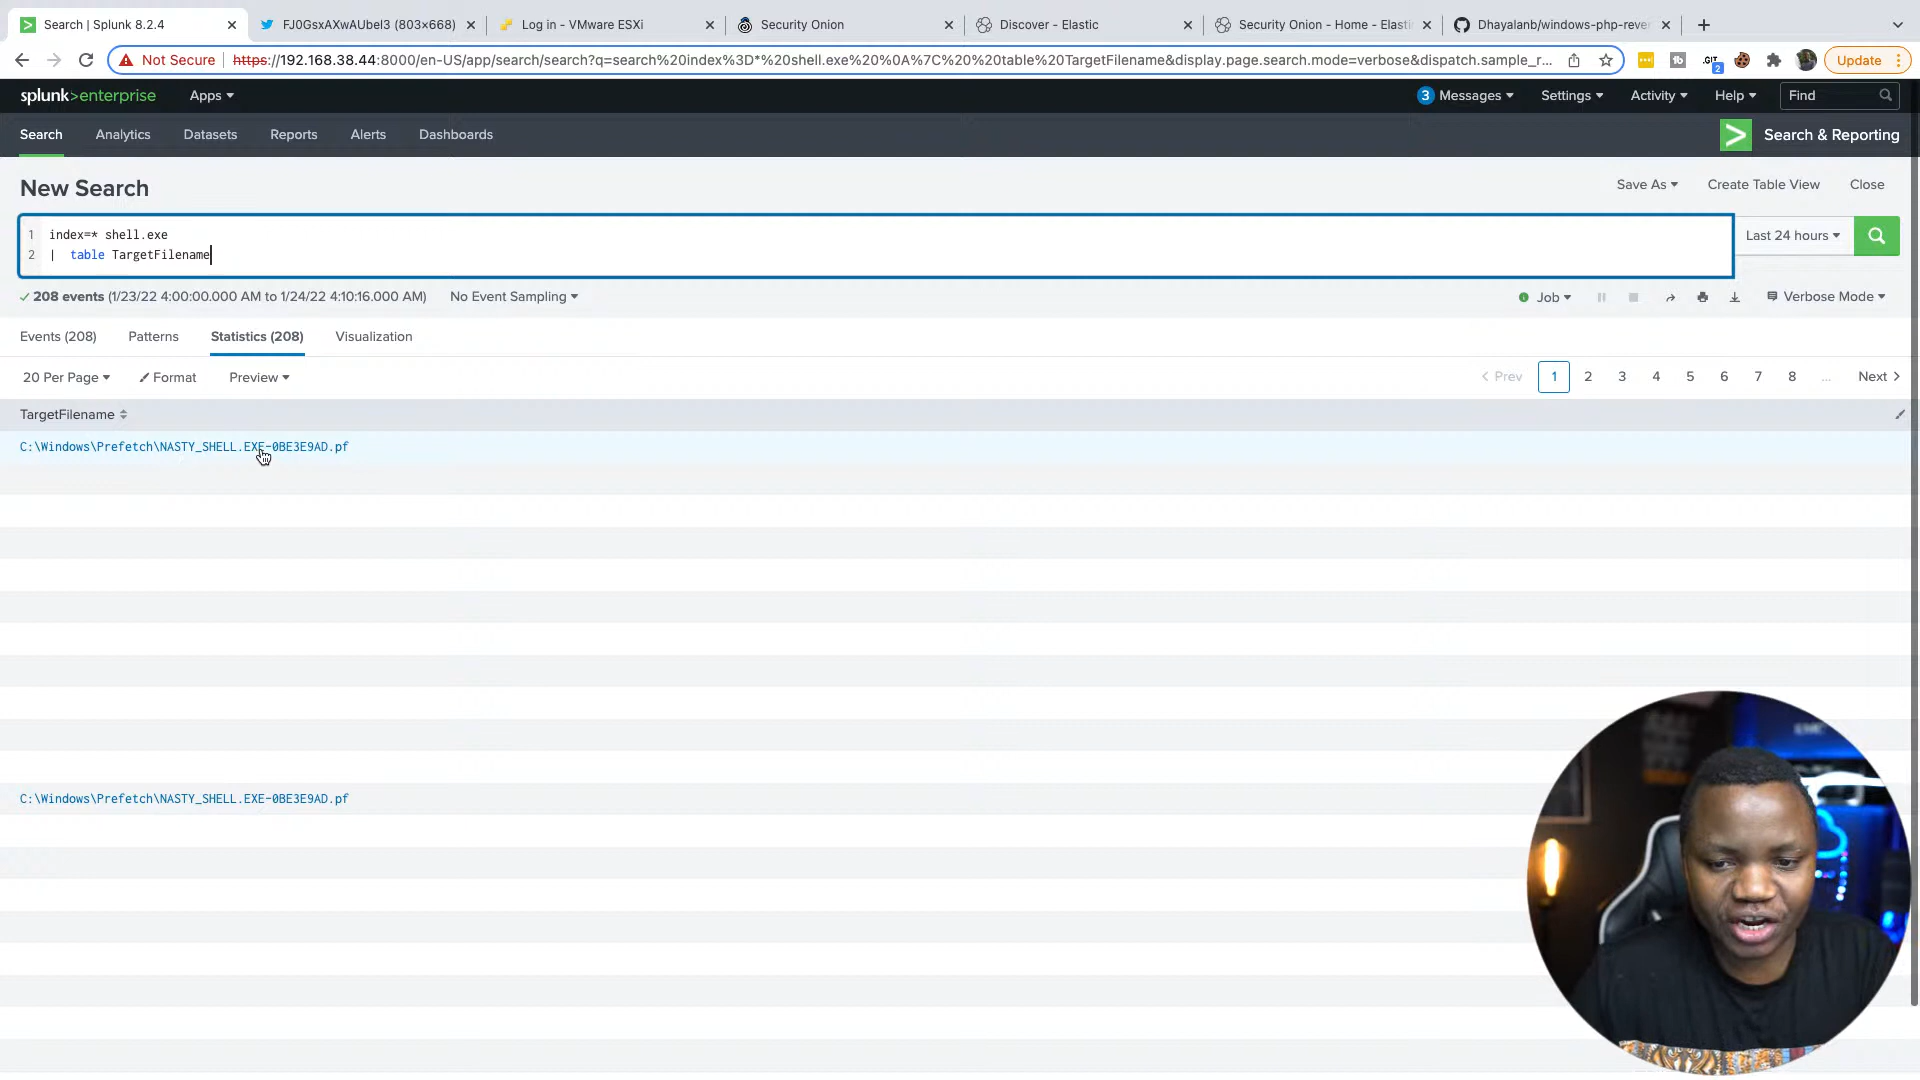 Search | Splunk 8.2.4
FJ0GsxAXwAUbel3 (803×668)
Log in - VMware ESXi
Security Onion
Discover - Elastic
Security Onion - Home - Elasti
Dhayalanb/windows-php-rever
Not Secure https://192.168.38.44:8000/en-US/app/search/search?q=search%20index%3D*%20shell.exe%20%0A%7C%20%20table%20TargetFilename&display.page.search.mode=verbose&dispatch.sample_r...
2
Update
splunk>enterprise Apps
3 Messages Settings Activity Help Find
Search Analytics Datasets Reports Alerts Dashboards
Search & Reporting
New Search
Save As Create Table View Close
1 index=* shell.exe
2 | table TargetFilename
Last 24 hours
208 events (1/23/22 4:00:00.000 AM to 1/24/22 4:10:16.000 AM) No Event Sampling
Job Verbose Mode
Events (208) Patterns Statistics (208) Visualization
20 Per Page Format Preview
< Prev 1 2 3 4 5 6 7 8 ... Next >
TargetFilename
C:\Windows\Prefetch\NASTY_SHELL.EXE-0BE3E9AD.pf
C:\Windows\Prefetch\NASTY_SHELL.EXE-0BE3E9AD.pf